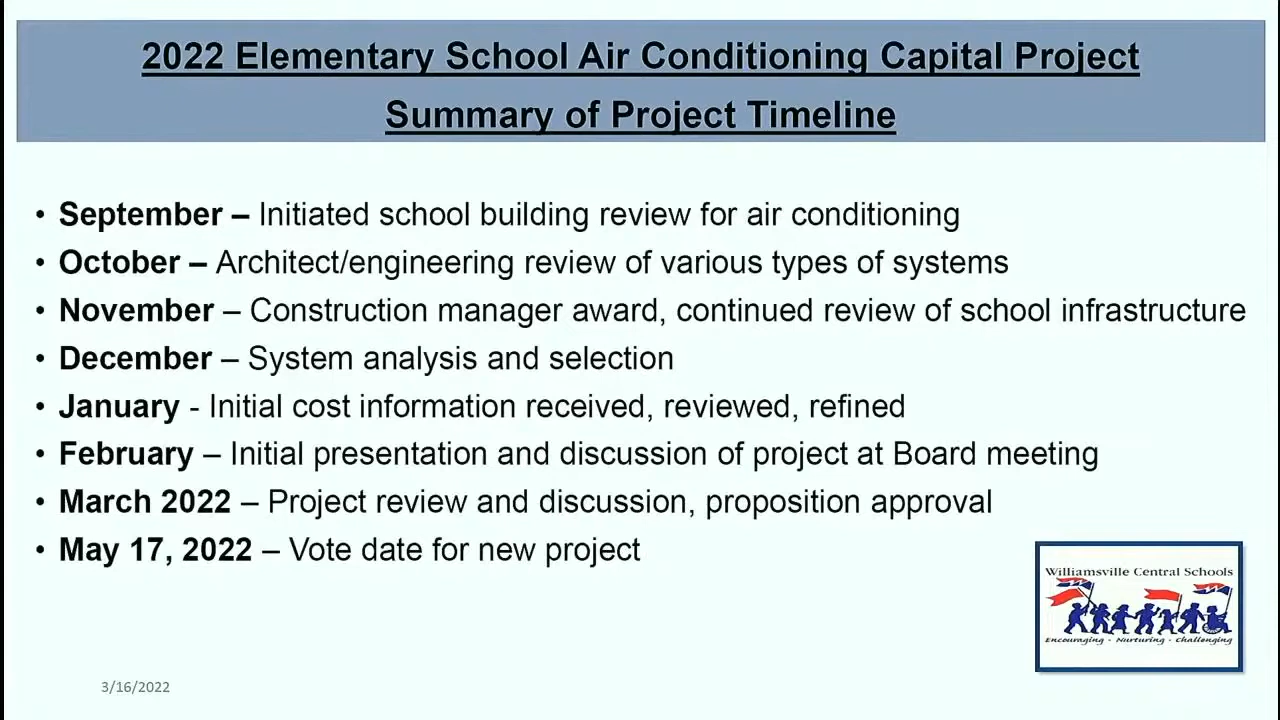 2022 Elementary School Air Conditioning Capital Project
Summary of Project Timeline
• September – Initiated school building review for air conditioning
• October – Architect/engineering review of various types of systems
• November – Construction manager award, continued review of school infrastructure
• December – System analysis and selection
• January - Initial cost information received, reviewed, refined
• February – Initial presentation and discussion of project at Board meeting
• March 2022 – Project review and discussion, proposition approval
• May 17, 2022 – Vote date for new project
Williamsville Central Schools
Encouraging - Nurturing - Challenging
3/16/2022